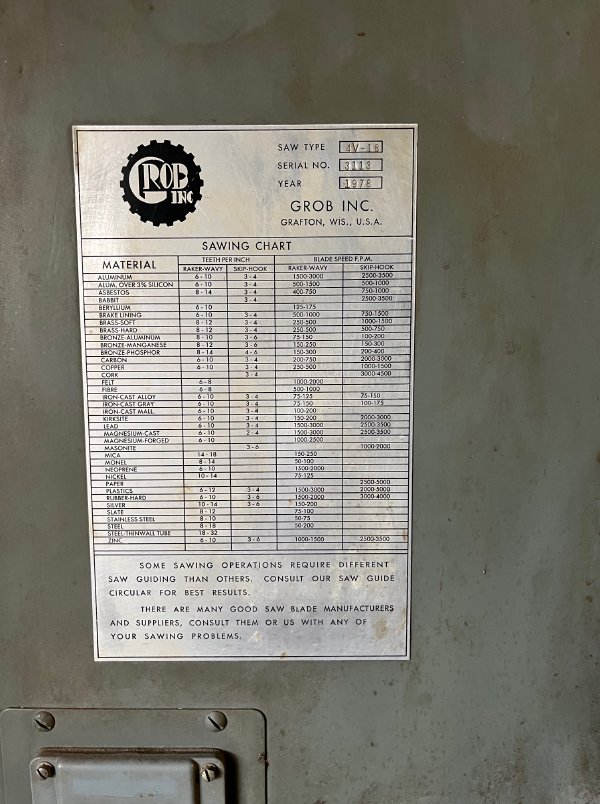 GROB INC
SAW TYPE 4V-18
SERIAL NO. 3113
YEAR 1978
GROB INC.
GRAFTON, WIS., U.S.A.
SAWING CHART
MATERIAL TEETH PER INCH BLADE SPEED F.P.M.
RAKER-WAVY SKIP-HOOK RAKER-WAVY SKIP-HOOK
ALUMINUM 6 - 10 3 - 4 1500-3000 2500-3500
ALUM. OVER 3% SILICON 6 - 10 3 - 4 500-1500 500-1000
ASBESTOS 8 - 14 3 - 4 400-750 750-1000
BABBIT 3 - 4 2500-3500
BERYLLIUM 6 - 10 125-175
BRAKE LINING 6 - 10 3 - 4 500-1000 750-1500
BRASS-SOFT 8 - 12 3 - 4 250-500 1000-1500
BRASS-HARD 8 - 12 3 - 4 250-500 500-750
BRONZE-ALUMINUM 8 - 10 3 - 6 75-150 100-200
BRONZE-MANGANESE 8 - 12 3 - 6 150-250 150-300
BRONZE-PHOSPHOR 8 - 14 4 - 6 150-300 200-400
CARBON 6 - 10 3 - 4 200-750 2000-3000
COPPER 6 - 10 3 - 4 250-500 1000-1500
CORK 3 - 4 3000-4500
FELT 6 - 8 1000-2000
FIBRE 6 - 8 500-1000
IRON-CAST ALLOY 6 - 10 3 - 4 75-125 75-150
IRON-CAST GRAY 6 - 10 3 - 4 75-150 100-175
IRON-CAST MALL. 6 - 10 3 - 4 100-200
KIRKSITE 6 - 10 3 - 4 150-200 2000-3000
LEAD 6 - 10 3 - 4 1500-3000 2500-3500
MAGNESIUM-CAST 6 - 10 2 - 4 1500-3000 2500-3500
MAGNESIUM-FORGED 6 - 10 1000-2500
MASONITE 3 - 6 1000-2000
MICA 14 - 18 150-250
MONEL 8 - 14 50-100
NEOPRENE 6 - 10 1500-2000
NICKEL 10 - 14 75-125
PAPER 2500-5000
PLASTICS 6 - 12 3 - 4 1500-3000 2000-3000
RUBBER-HARD 6 - 10 3 - 6 1500-2000 3000-4000
SILVER 10 - 14 3 - 6 150-200
SLATE 8 - 12 75-100
STAINLESS STEEL 8 - 10 50-75
STEEL 8 - 18 50-200
STEEL-THINWALL TUBE 18 - 32
ZINC 6 - 10 3 - 6 1000-1500 2500-3500
SOME SAWING OPERATIONS REQUIRE DIFFERENT
SAW GUIDING THAN OTHERS. CONSULT OUR SAW GUIDE
CIRCULAR FOR BEST RESULTS.
THERE ARE MANY GOOD SAW BLADE MANUFACTURERS
AND SUPPLIERS, CONSULT THEM OR US WITH ANY OF
YOUR SAWING PROBLEMS.